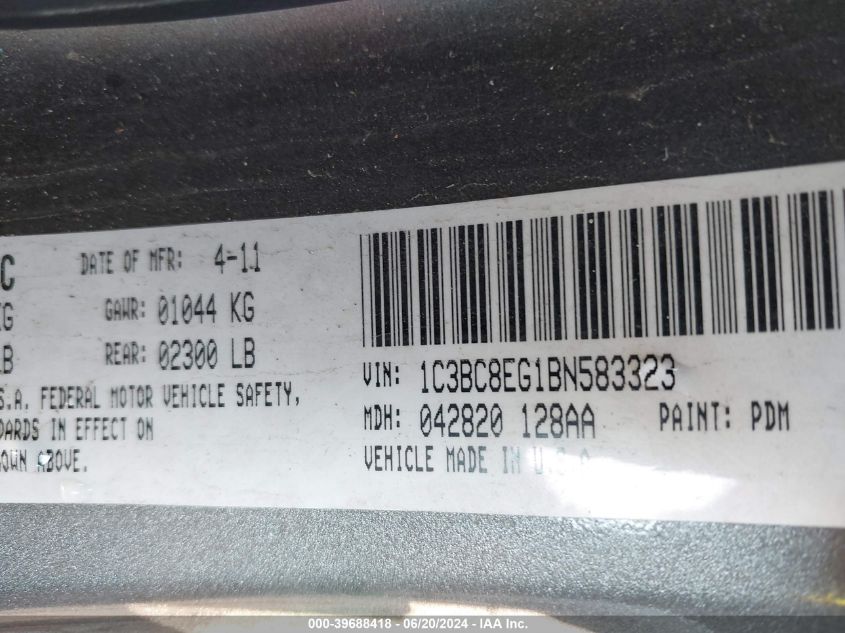 C DATE OF MFR: 4-11
KG GAWR: 01044 KG
LB REAR: 02300 LB
S.A. FEDERAL MOTOR VEHICLE SAFETY,
DARDS IN EFFECT ON
OWN ABOVE.
VIN: 1C3BC8EG1BN583323
MDH: 042820 128AA PAINT: PDM
VEHICLE MADE IN U.S.A
000-39688418 - 06/20/2024 - IAA, Inc.